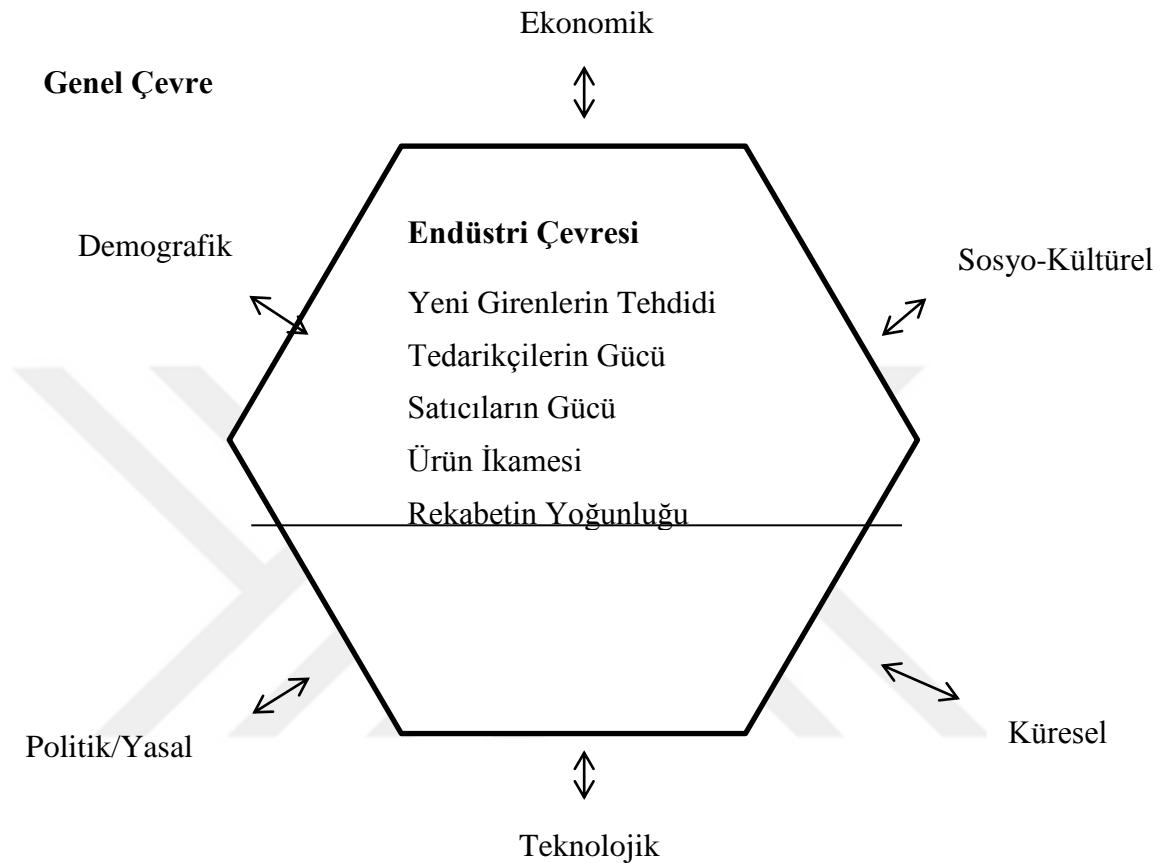 Ekonomik
Genel Çevre
Endüstri Çevresi
Demografik
Sosyo-Kültürel
Yeni Girenlerin Tehdidi
Tedarikçilerin Gücü
Satıcıların Gücü
Ürün İkamesi
Rekabetin Yoğunluğu
Politik/Yasal
Küresel
Teknolojik